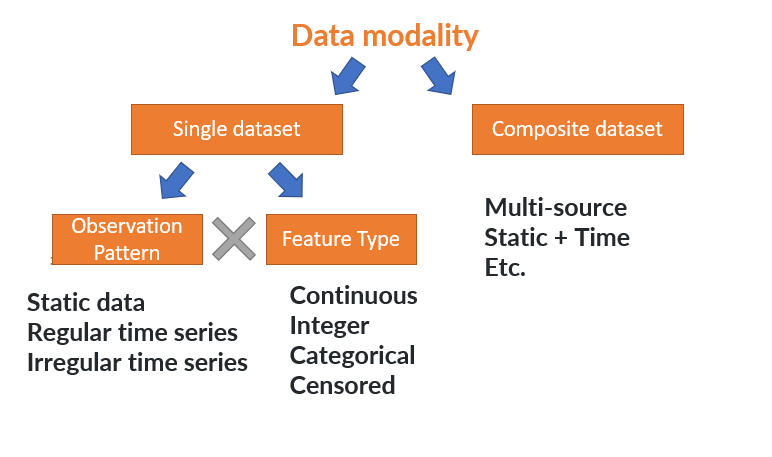 Data modality
Single dataset
Composite dataset
Observation
Pattern
Feature Type
Multi-source
Static + Time
Etc.
Static data
Regular time series
Irregular time series
Continuous
Integer
Categorical
Censored